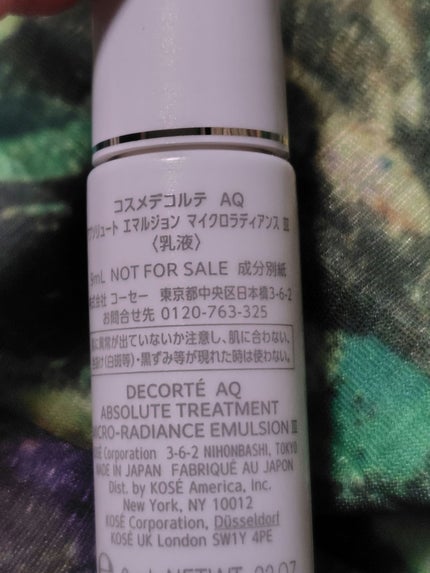 コスメデコルテ AQ
エマルジョン マイクロラディアンス Ⅲ
〈乳液〉
NOT FOR SALE 成分別紙
コーセー 東京都中央区日本橋3-6-2
お問合せ先 0120-763-325
に異常が出ていないか注意し、肌に合わない、
(白斑等)・黒ずみ等が現れた時は使わない。
DECORTÉ AQ
ABSOLUTE TREATMENT
MICRO-RADIANCE EMULSION Ⅲ
Corporation 3-6-2 NIHONBASHI, TOKYO
MADE IN JAPAN FABRIQUÉ AU JAPON
Dist. by KOSÉ America, Inc.
New York, NY 10012
KOSÉ Corporation, Düsseldorf
KOSÉ UK London SW1Y 4PE